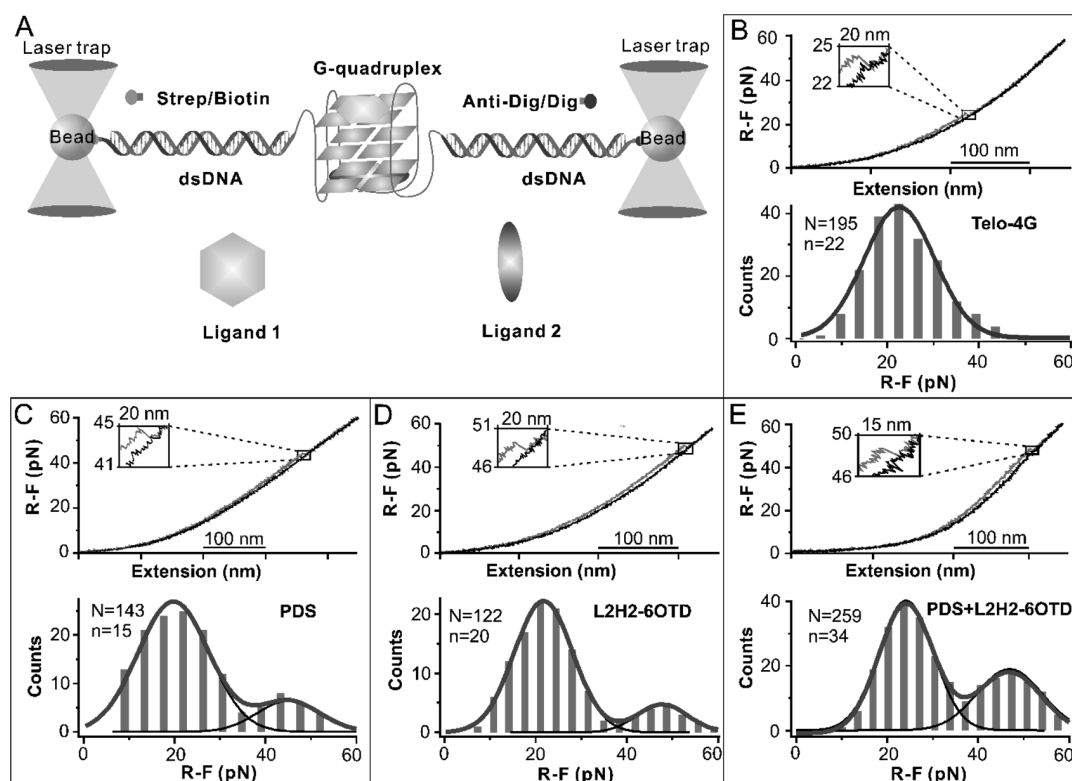 A
Laser trap
Laser trap
G-quadruplex
Strep/Biotin
Anti-Dig/Dig
Bead
Bead
dsDNA
dsDNA
Ligand 1
Ligand 2
B
60
40
20
0
R-F (pN)
25
22
20 nm
100 nm
Extension (nm)
40
20
0
Counts
N=195
n=22
Telo-4G
0 20 40 60
R-F (pN)
C
60
40
20
0
R-F (pN)
20 nm
45
41
100 nm
Extension (nm)
20
10
0
Counts
N=143
n=15
PDS
0 20 40 60
R-F (pN)
D
60
40
20
0
R-F (pN)
20 nm
51
46
100 nm
Extension (nm)
20
10
0
Counts
N=122
n=20
L2H2-6OTD
0 20 40 60
R-F (pN)
E
60
40
20
0
R-F (pN)
15 nm
50
46
100 nm
Extension (nm)
40
20
0
Counts
N=259
n=34
PDS+L2H2-6OTD
0 20 40 60
R-F (pN)